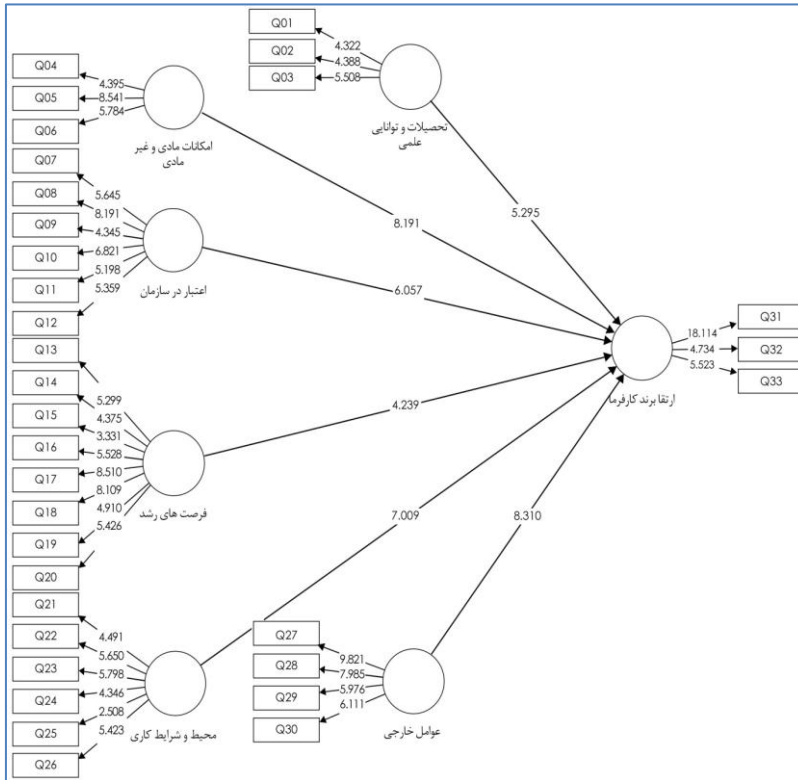 Q01
Q02
Q03
4.322
4.388
5.508
تحصیلات و توانایی
علمی
Q04
Q05
Q06
4.395
8.541
5.784
امکانات مادی و غیر
مادی
Q07
Q08
Q09
Q10
Q11
Q12
5.645
8.191
4.345
6.821
5.198
5.359
اعتبار در سازمان
Q13
Q14
Q15
Q16
Q17
Q18
Q19
Q20
5.299
4.375
3.331
5.528
8.510
8.109
4.910
5.426
فرصت های رشد
Q21
Q22
Q23
Q24
Q25
Q26
4.491
5.650
5.798
4.346
2.508
5.423
محیط و شرایط کاری
Q27
Q28
Q29
Q30
9.821
7.985
5.976
6.111
عوامل خارجی
5.295
8.191
6.057
4.239
7.009
8.310
ارتقا برند کارفرما
18.114
4.734
5.523
Q31
Q32
Q33